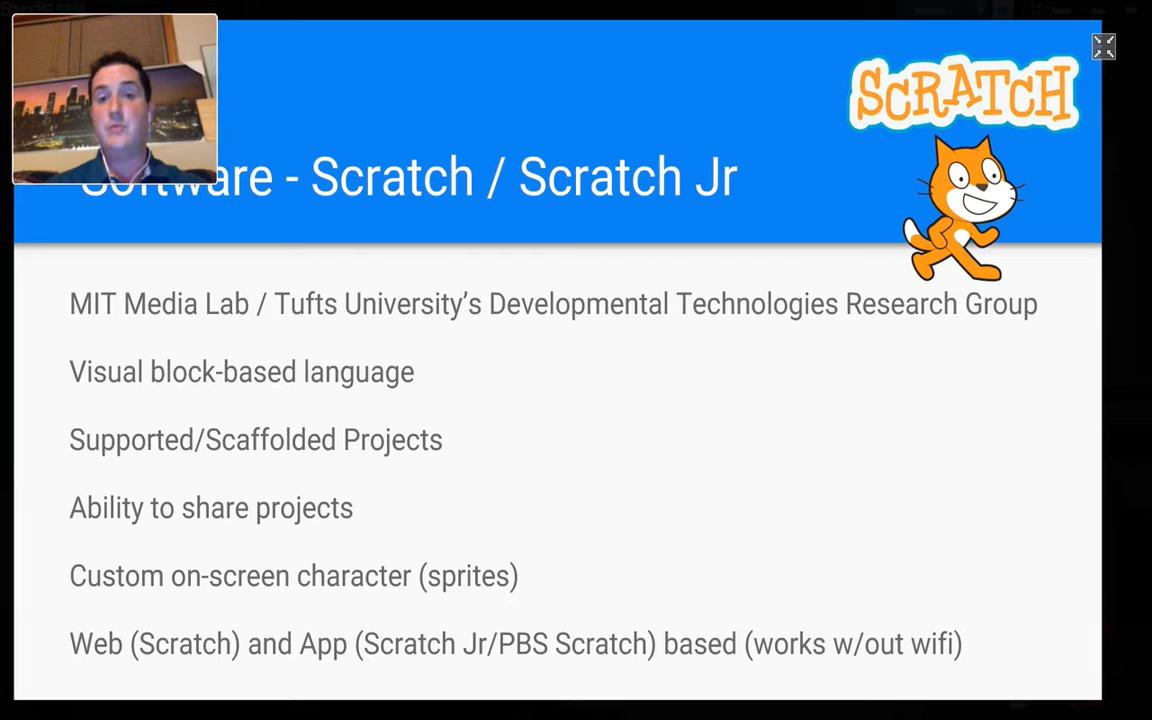 SCRATCH
Software - Scratch / Scratch Jr
MIT Media Lab / Tufts University's Developmental Technologies Research Group
Visual block-based language
Supported/Scaffolded Projects
Ability to share projects
Custom on-screen character (sprites)
Web (Scratch) and App (Scratch Jr/PBS Scratch) based (works w/out wifi)